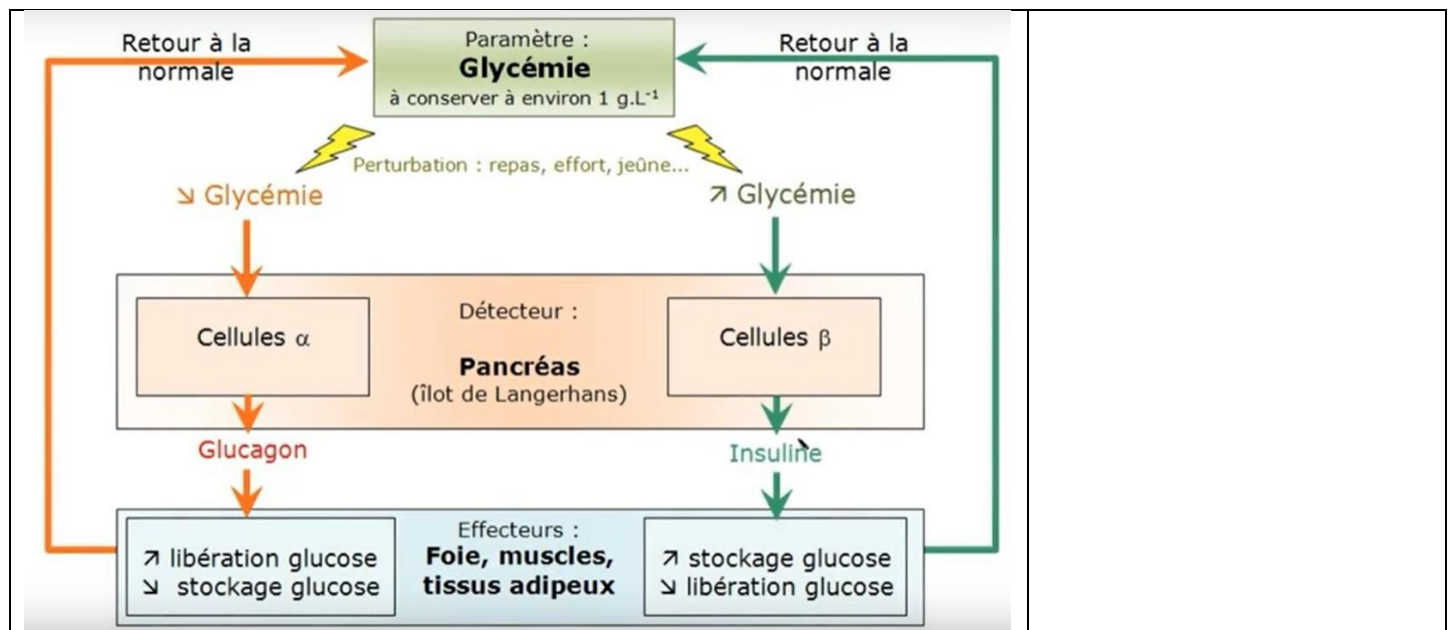 Retour à la
normale
Paramètre :
Glycémie
à conserver à environ 1 g.L⁻¹
Retour à la
normale
Perturbation : repas, effort, jeûne...
↘ Glycémie
↗ Glycémie
Cellules α
Détecteur :
Pancréas
(îlot de Langerhans)
Cellules β
Glucagon
Insuline
↗ libération glucose
↘ stockage glucose
Effecteurs :
Foie, muscles,
tissus adipeux
↗ stockage glucose
↘ libération glucose